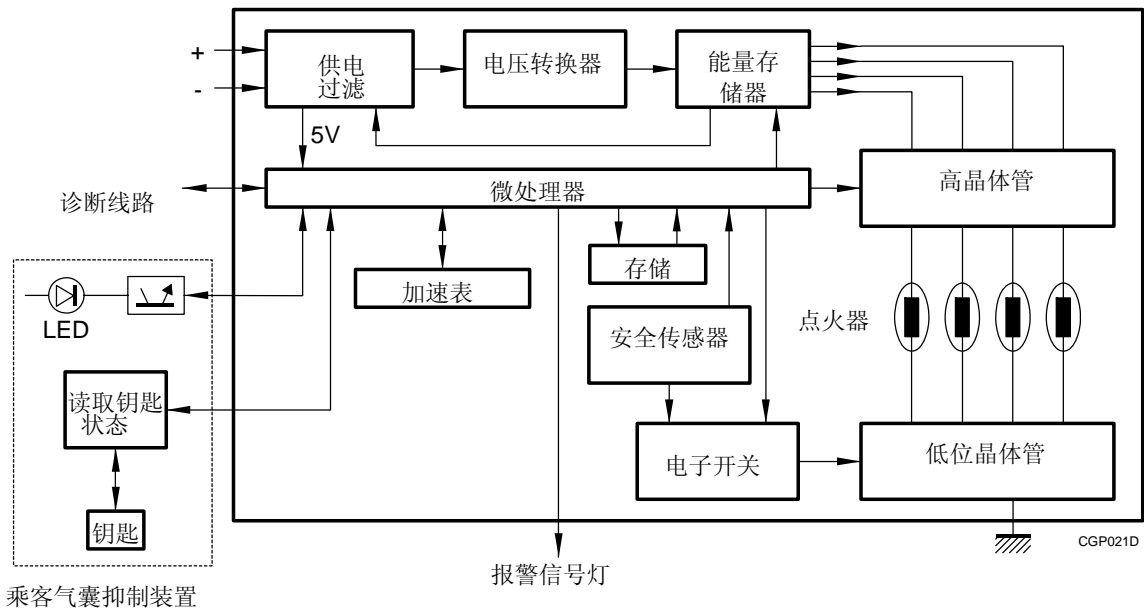 +
-
供电
过滤
电压转换器
能量存
储器
5V
诊断线路
微处理器
高晶体管
存储
加速表
LED
安全传感器
点火器
读取钥匙
状态
电子开关
低位晶体管
钥匙
CGP021D
报警信号灯
乘客气囊抑制装置